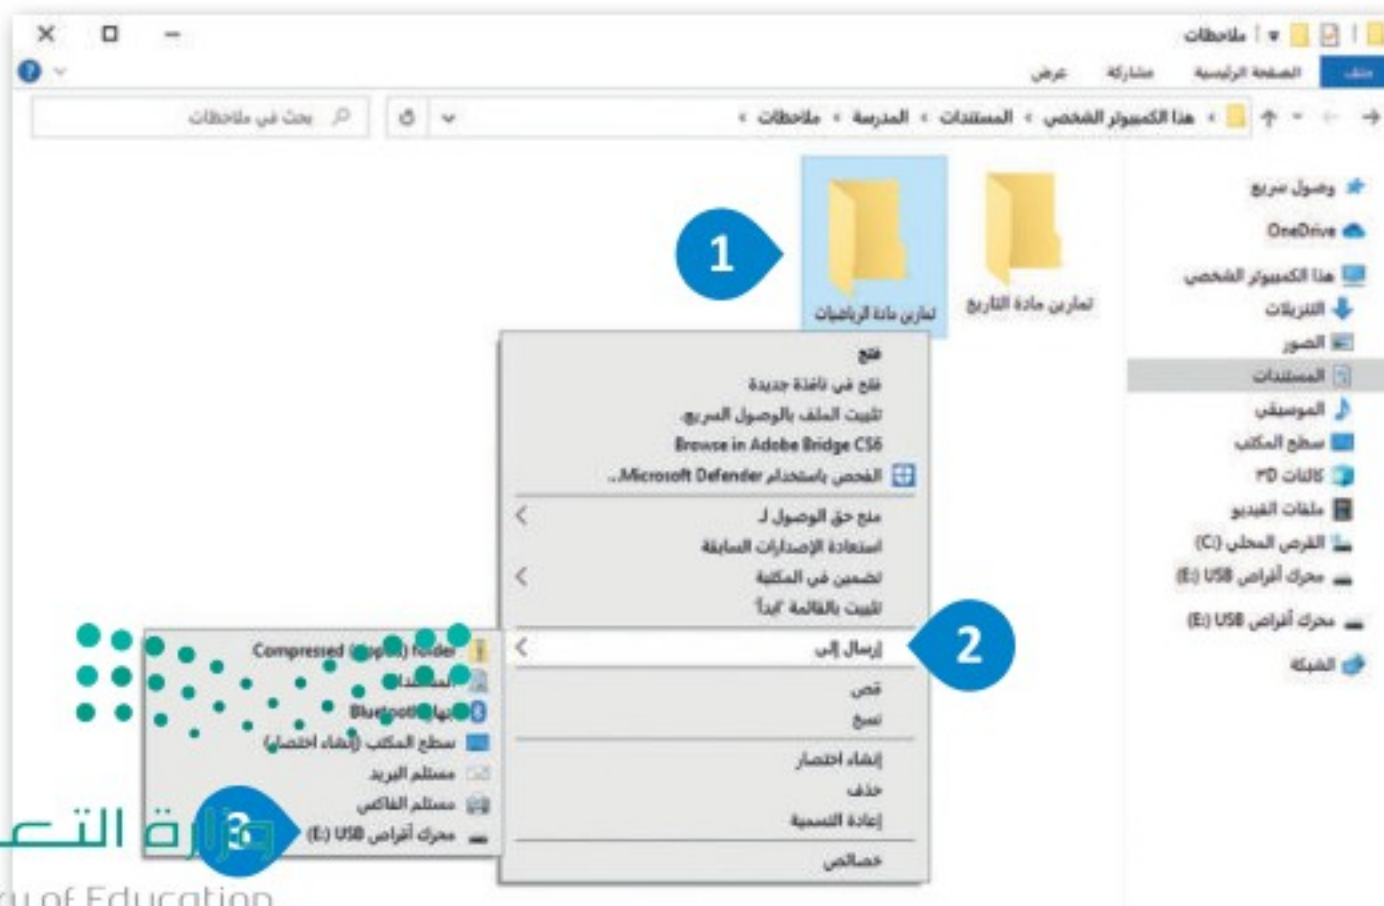 ملاحظات
ملف
الصفحة الرئيسية
مشاركة
عرض
هذا الكمبيوتر الشخصي › المستندات › المدرسة › ملاحظات ›
بحث في ملاحظات
وصول سريع
OneDrive
هذا الكمبيوتر الشخصي
التنزيلات
الصور
المستندات
الموسيقى
سطح المكتب
كائنات ٣D
ملفات الفيديو
القرص المحلي (C:)
محرك أقراص USB (E:)
محرك أقراص USB (E:)
الشبكة
تمارين مادة التاريخ
تمارين مادة الرياضيات
1
فتح
فتح في نافذة جديدة
تثبيت الملف بالوصول السريع.
Browse in Adobe Bridge CS6
الفحص باستخدام Microsoft Defender...
منح حق الوصول لـ
استعادة الإصدارات السابقة
تضمين في المكتبة
تثبيت بالقائمة 'ابدأ'
إرسال إلى
2
قص
نسخ
إنشاء اختصار
حذف
إعادة التسمية
خصائص
Compressed folder
Bluetooth
سطح المكتب (إنشاء اختصار)
مستلم البريد
مستلم الفاكس
محرك أقراص USB (E:)
3
وزارة التع
of Education